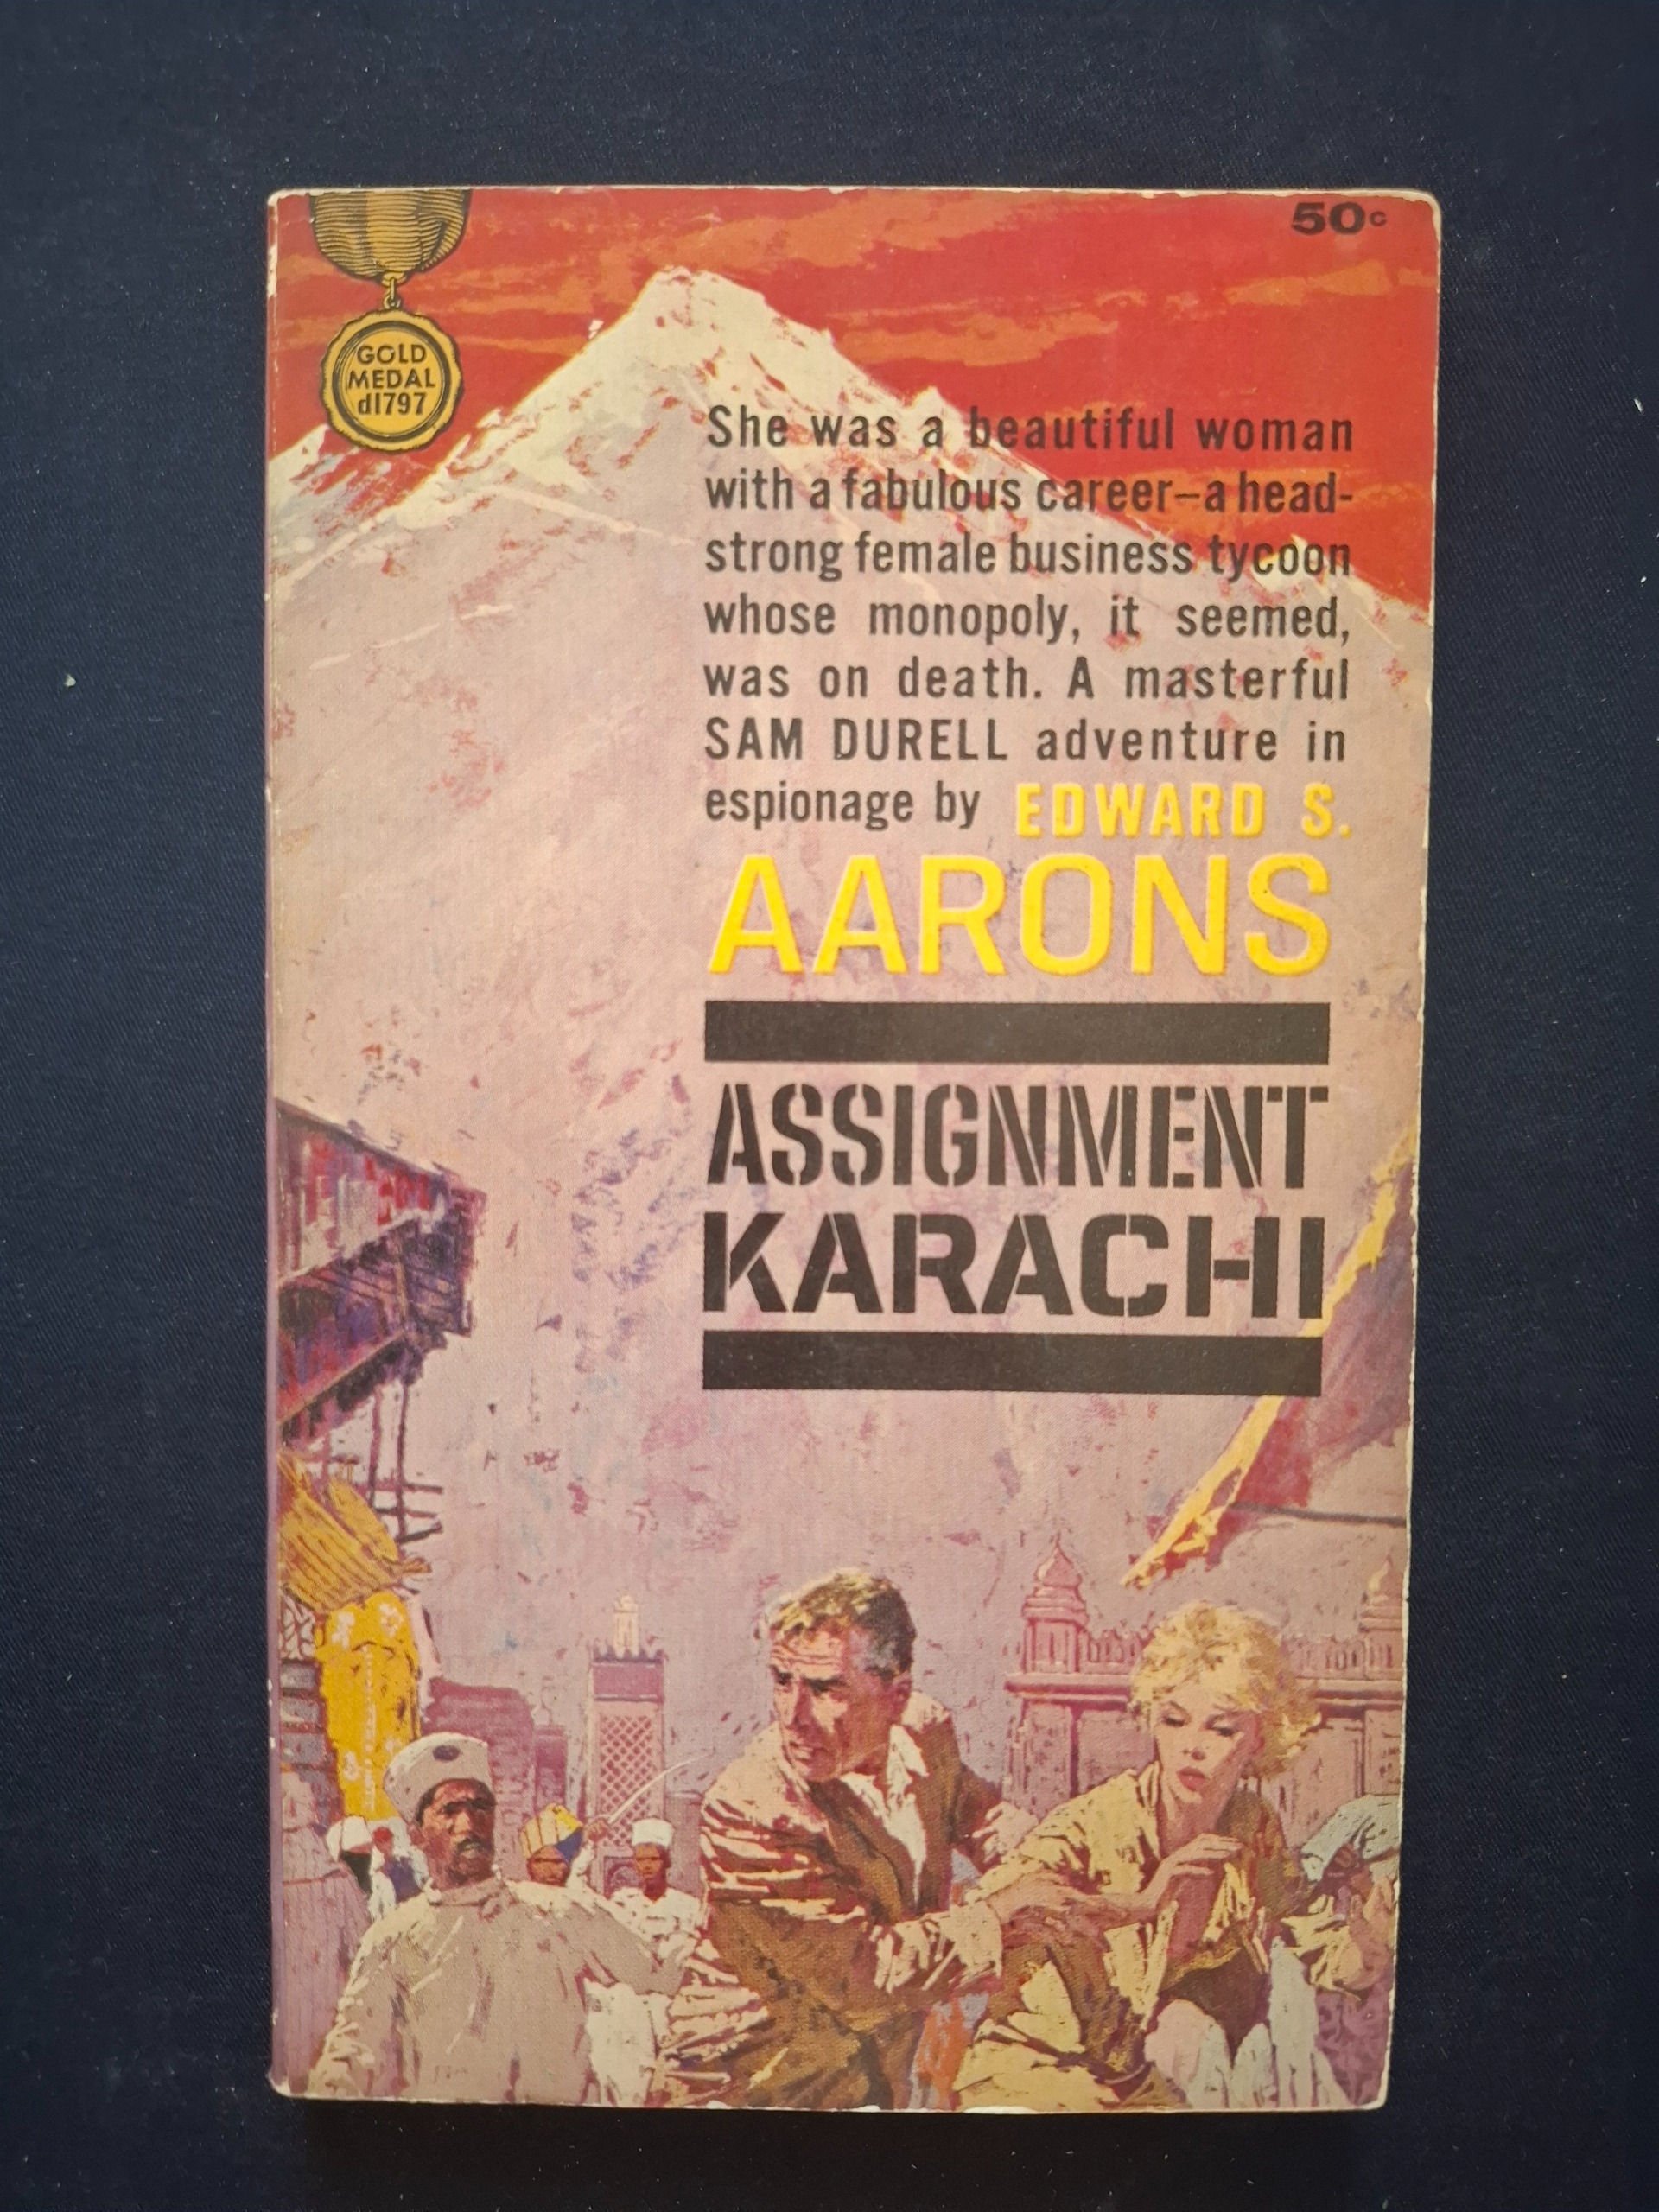 50c
GOLD
MEDAL
d1797
She was a beautiful woman
with a fabulous career—a head-
strong female business tycoon
whose monopoly, it seemed,
was on death. A masterful
SAM DURELL adventure in
espionage by EDWARD S.
AARONS
ASSIGNMENT
KARACHI